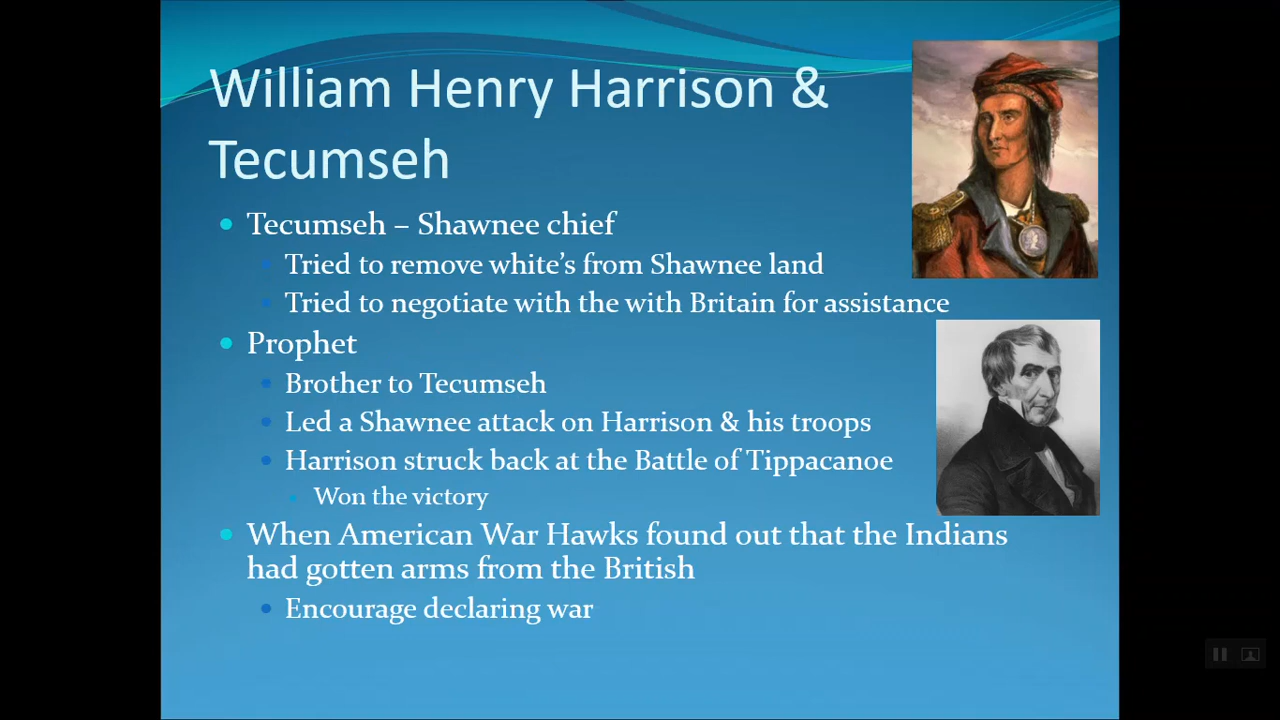 William Henry Harrison &
Tecumseh
Tecumseh – Shawnee chief
Tried to remove white's from Shawnee land
Tried to negotiate with the with Britain for assistance
Prophet
Brother to Tecumseh
Led a Shawnee attack on Harrison & his troops
Harrison struck back at the Battle of Tippacanoe
Won the victory
When American War Hawks found out that the Indians
had gotten arms from the British
Encourage declaring war